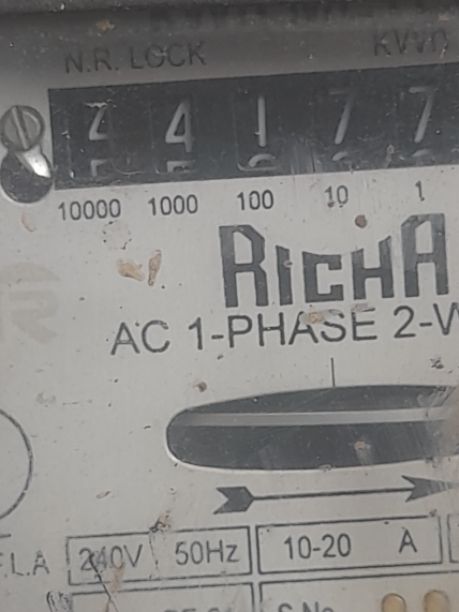 N.R. LOCK
4 4 1 7 7
10000 1000 100 10 1
RICHA
AC 1-PHASE 2-W
240V 50Hz 10-20 A
S.No.